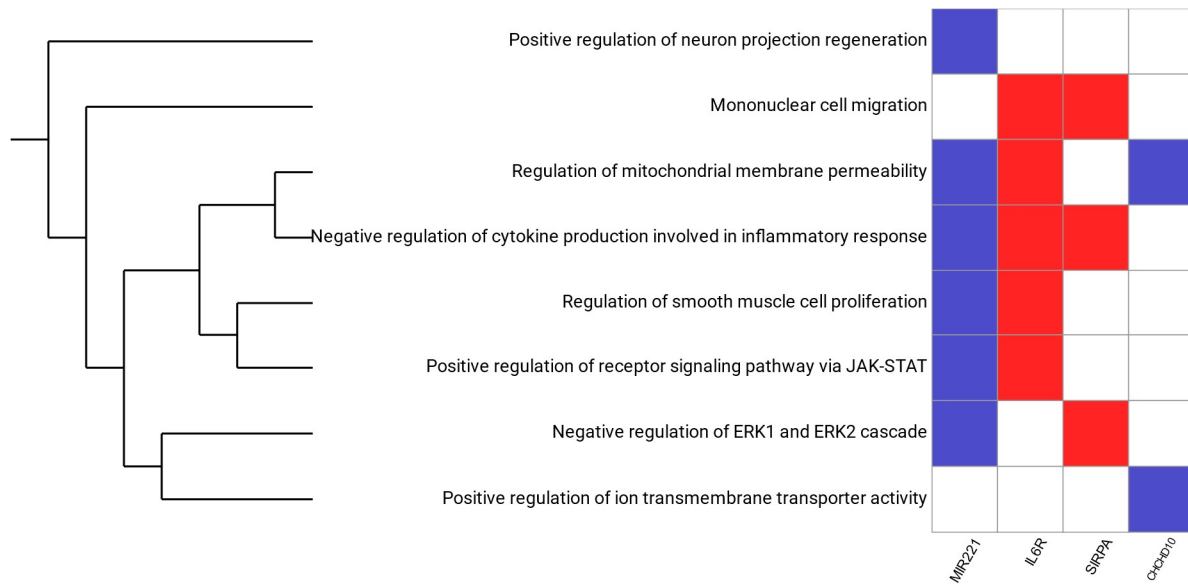 Positive regulation of neuron projection regeneration
Mononuclear cell migration
Regulation of mitochondrial membrane permeability
Negative regulation of cytokine production involved in inflammatory response
Regulation of smooth muscle cell proliferation
Positive regulation of receptor signaling pathway via JAK-STAT
Negative regulation of ERK1 and ERK2 cascade
Positive regulation of ion transmembrane transporter activity
MIR221
IL6R
SIRPA
CHCHD10